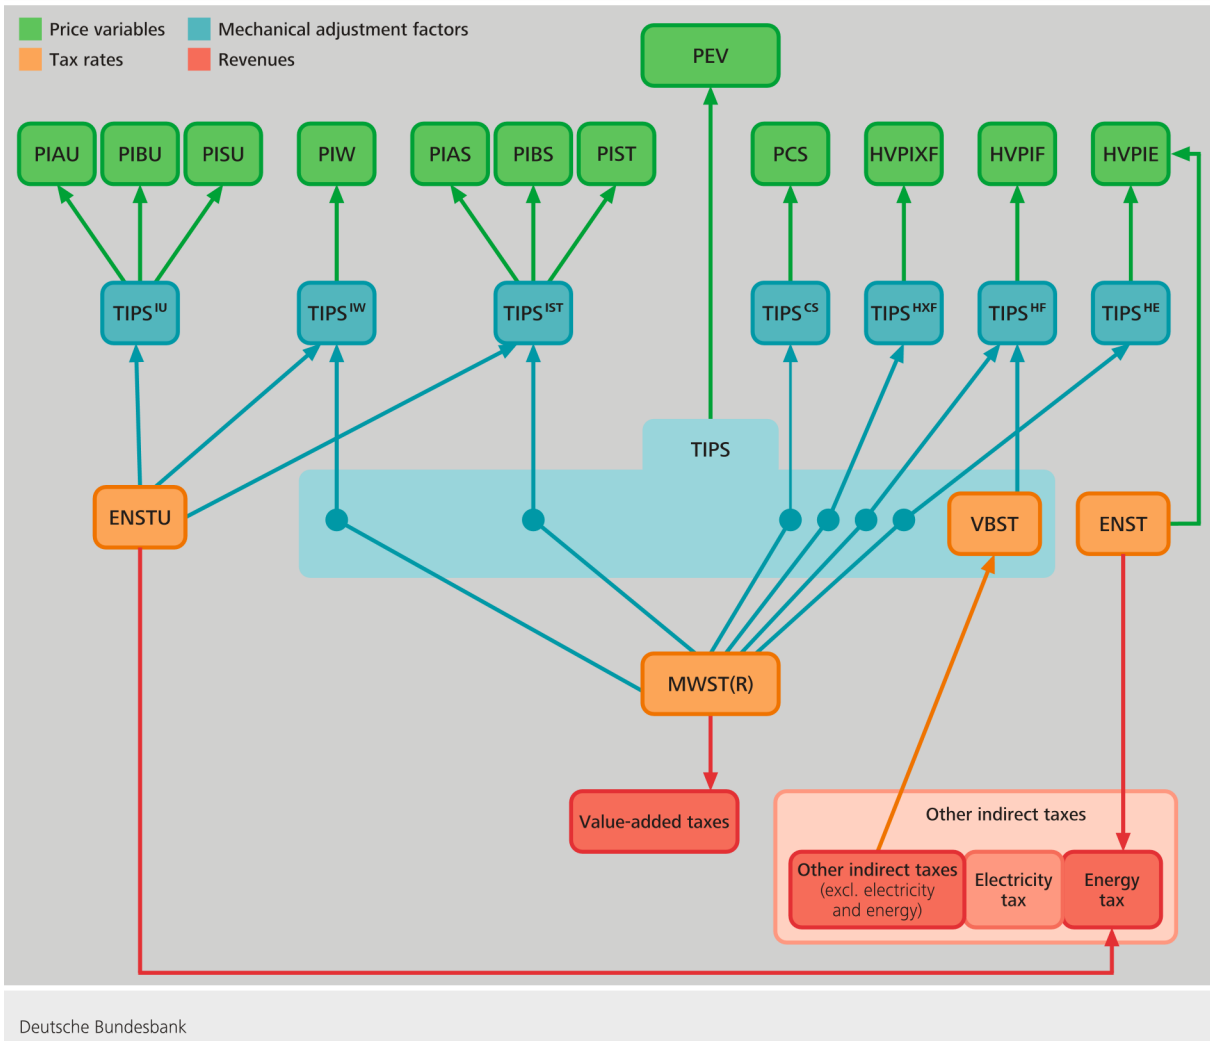 Price variables
Mechanical adjustment factors
Tax rates
Revenues
PEV
PIAU
PIBU
PISU
PIW
PIAS
PIBS
PIST
PCS
HVPIXF
HVPIF
HVPIE
TIPS IU
TIPS IW
TIPS IST
TIPS CS
TIPS HXF
TIPS HF
TIPS HE
TIPS
ENSTU
VBST
ENST
MWST(R)
Value-added taxes
Other indirect taxes
Other indirect taxes
(excl. electricity
and energy)
Electricity
tax
Energy
tax
Deutsche Bundesbank